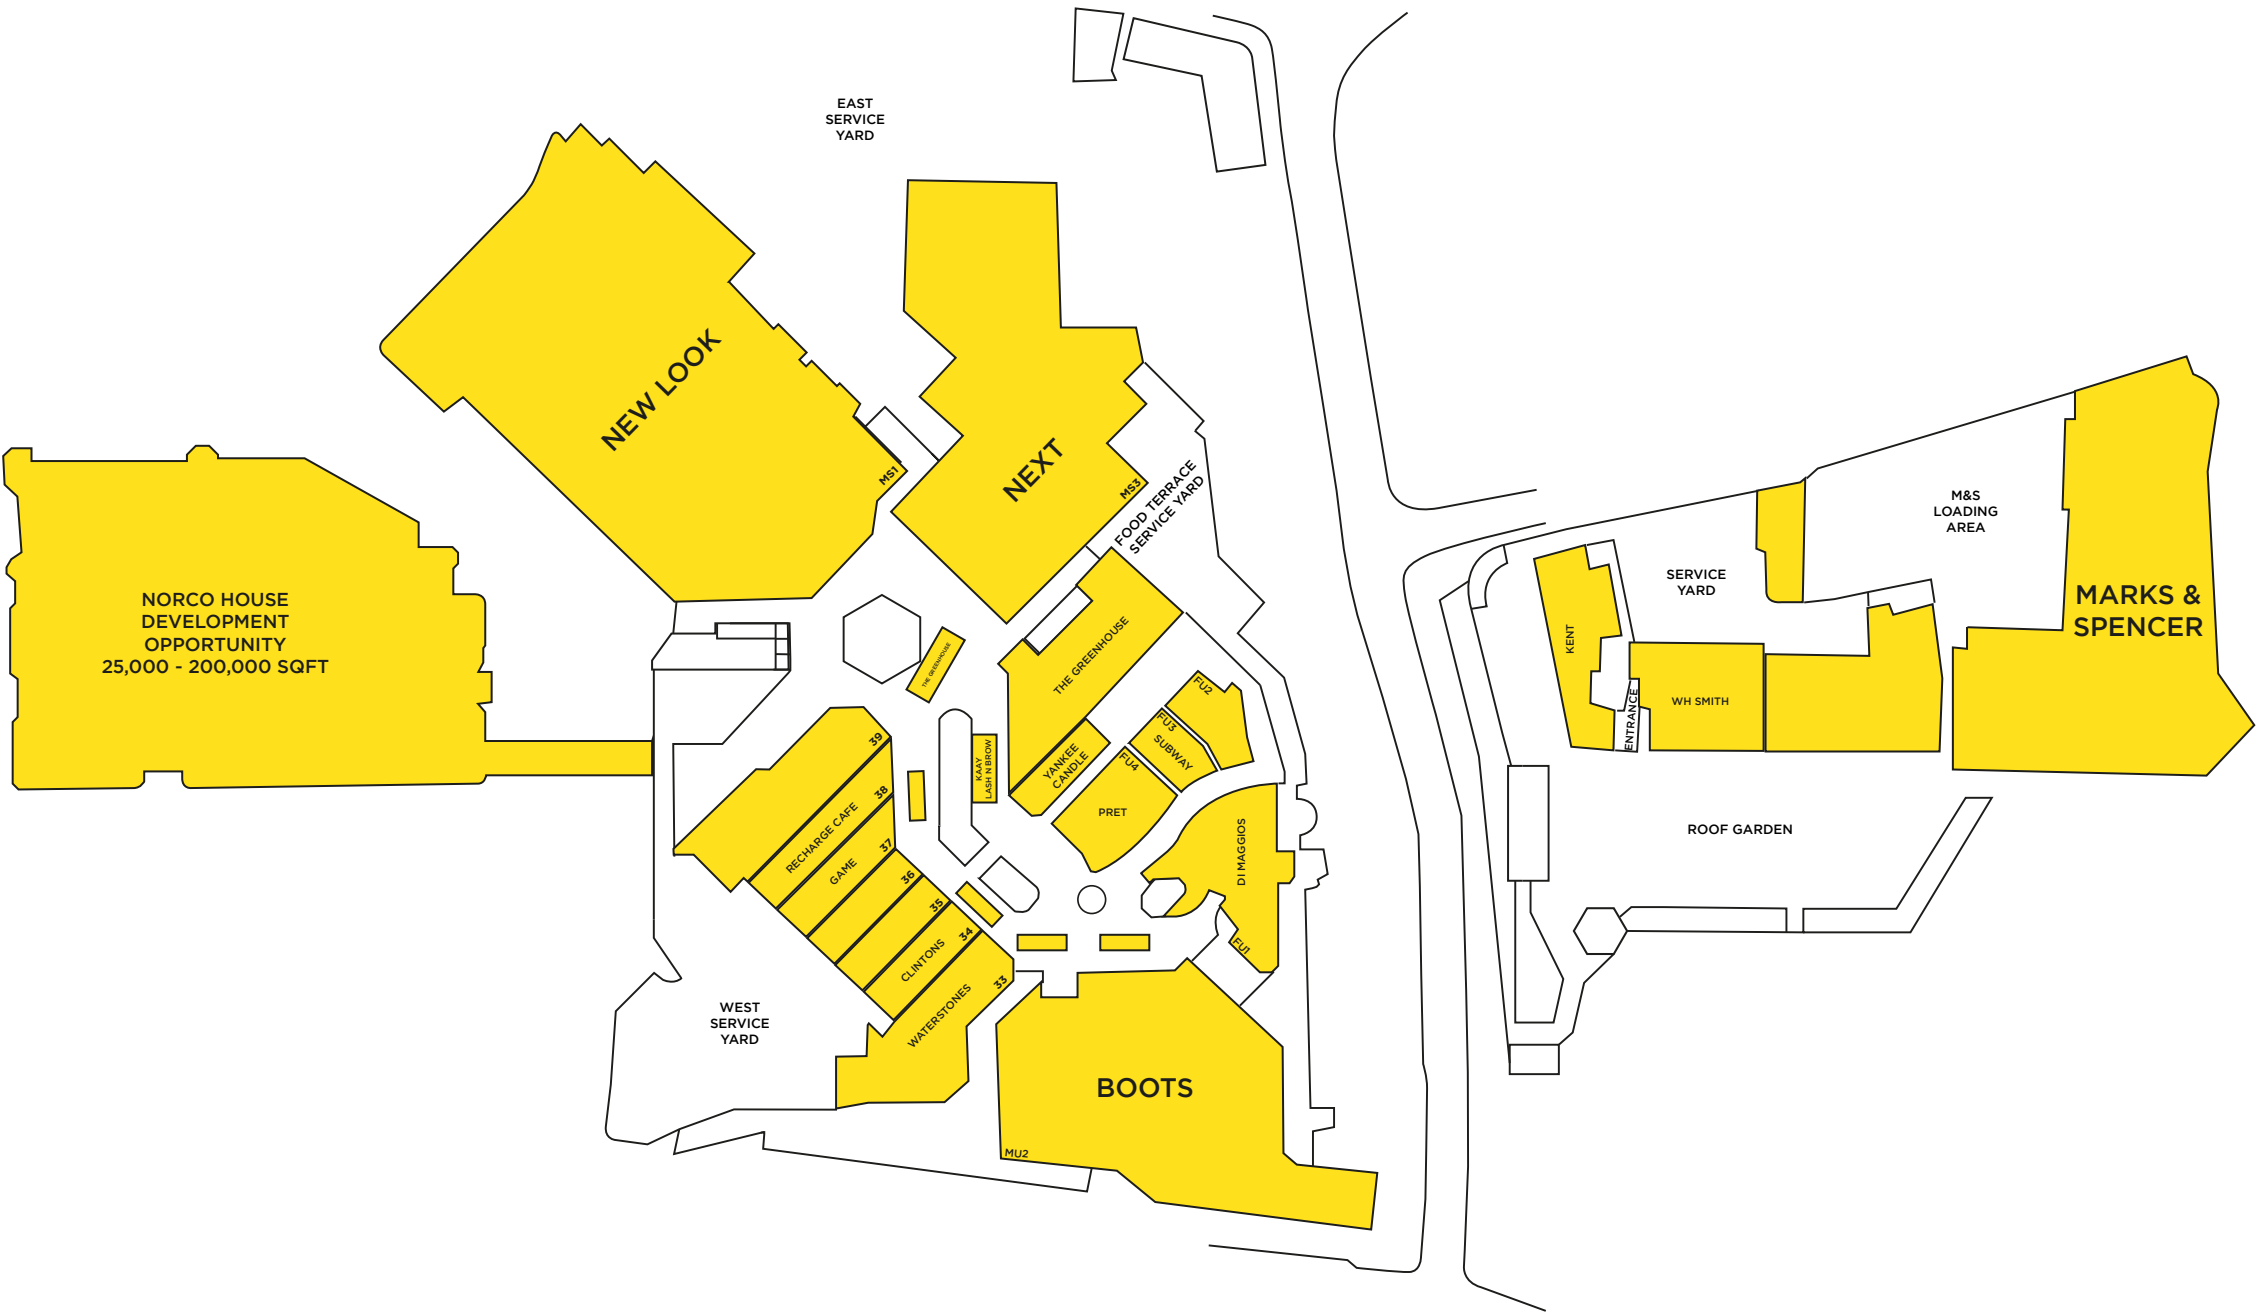 EAST
SERVICE
YARD
NEW LOOK
MS1
NEXT
MS3
FOOD TERRACE
SERVICE YARD
M&S
LOADING
AREA
SERVICE
YARD
MARKS &
SPENCER
KENT
ENTRANCE
WH SMITH
ROOF GARDEN
NORCO HOUSE
DEVELOPMENT
OPPORTUNITY
25,000 - 200,000 SQFT
THE GREENHOUSE
THE GREENHOUSE
FU2
FU3
SUBWAY
FU4
PRET
YANKEE
CANDLE
KAAY
LASH N BROW
39
RECHARGE CAFE
38
GAME
37
36
35
CLINTONS
34
WATERSTONES
33
DI MAGGIOS
FU1
WEST
SERVICE
YARD
BOOTS
MU2